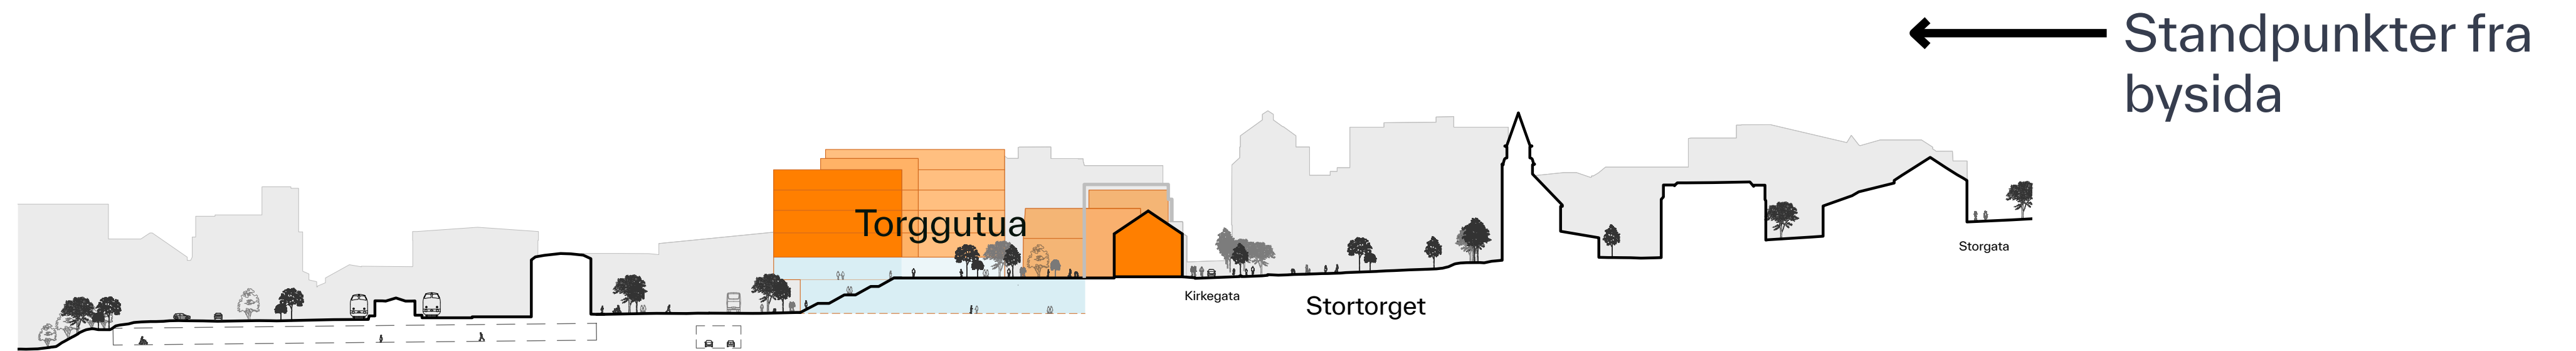 Standpunkter fra
bysida
Torggutua
Storgata
Kirkegata
Stortorget